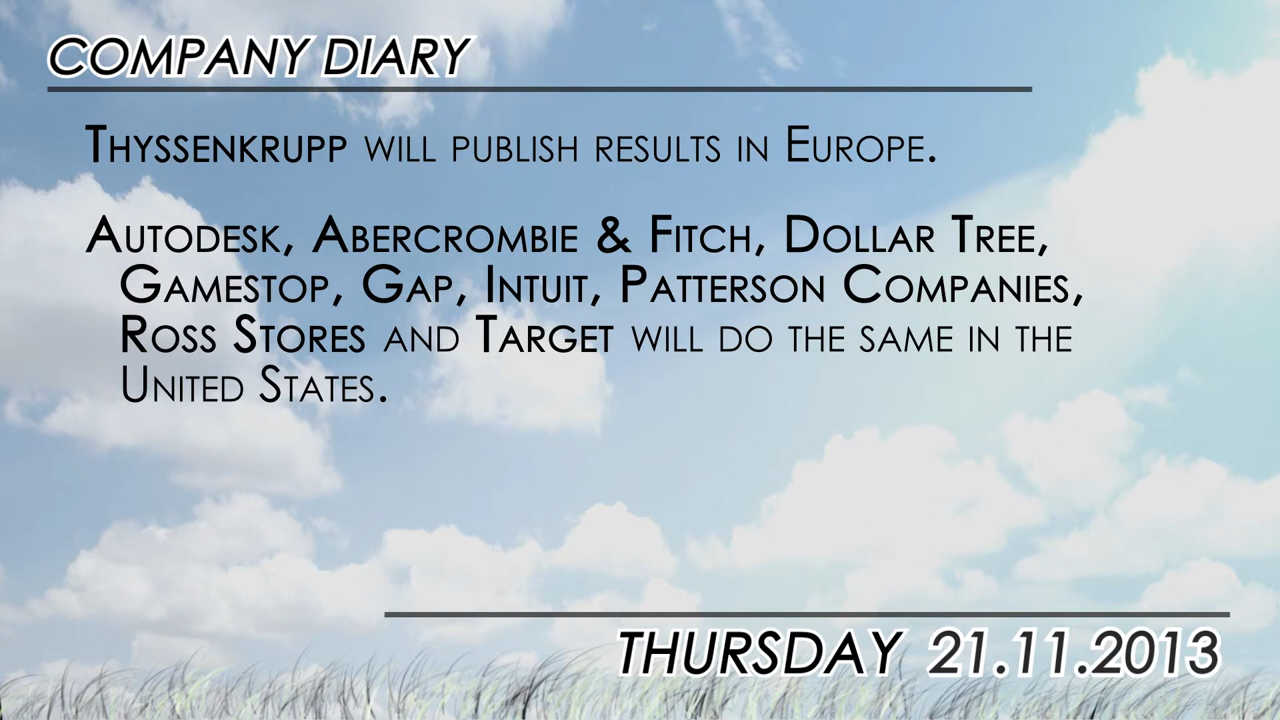 COMPANY DIARY
THYSSENKRUPP WILL PUBLISH RESULTS IN EUROPE.
AUTODESK, ABERCROMBIE & FITCH, DOLLAR TREE,
GAMESTOP, GAP, INTUIT, PATTERSON COMPANIES,
ROSS STORES AND TARGET WILL DO THE SAME IN THE
UNITED STATES.
THURSDAY 21.11.2013